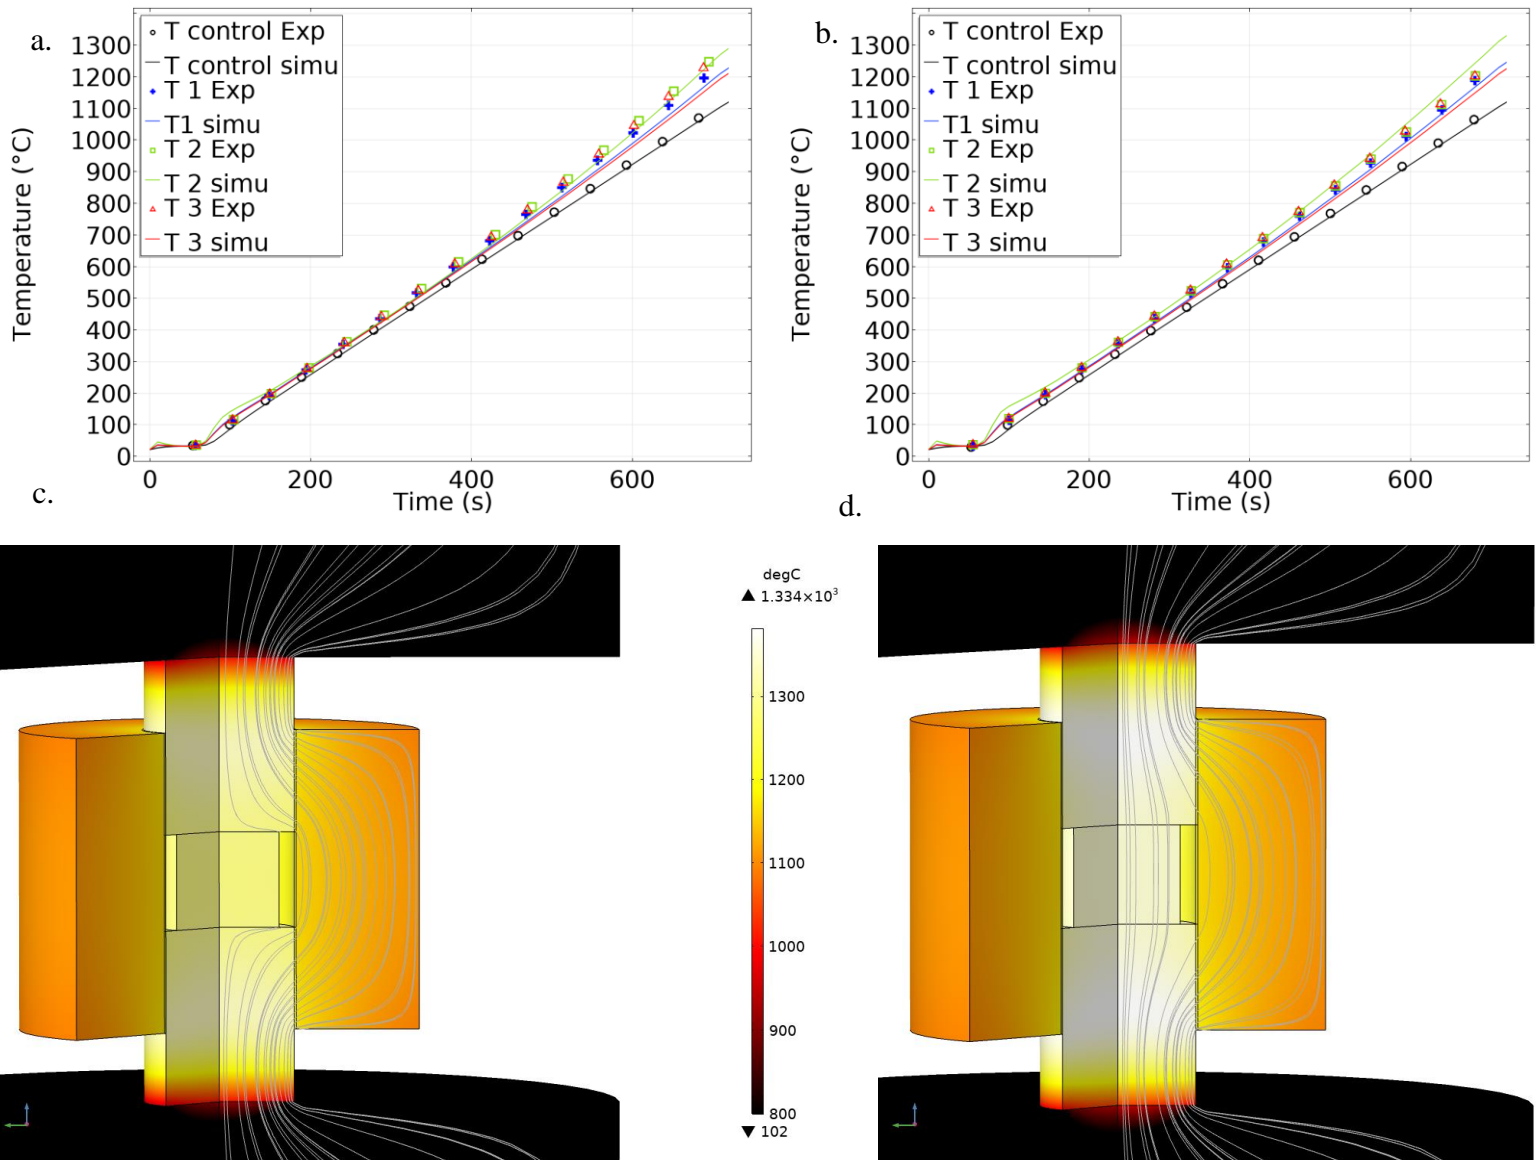 a.
T control Exp
T control simu
T 1 Exp
T1 simu
T 2 Exp
T 2 simu
T 3 Exp
T 3 simu
1300
1200
1100
1000
900
800
700
600
500
400
300
200
100
0
Temperature (°C)
0 200 400 600
Time (s)
b.
T control Exp
T control simu
T 1 Exp
T1 simu
T 2 Exp
T 2 simu
T 3 Exp
T 3 simu
1300
1200
1100
1000
900
800
700
600
500
400
300
200
100
0
Temperature (°C)
0 200 400 600
Time (s)
c.
degC
▲ 1.334×10³
1300
1200
1100
1000
900
800
▼ 102
d.